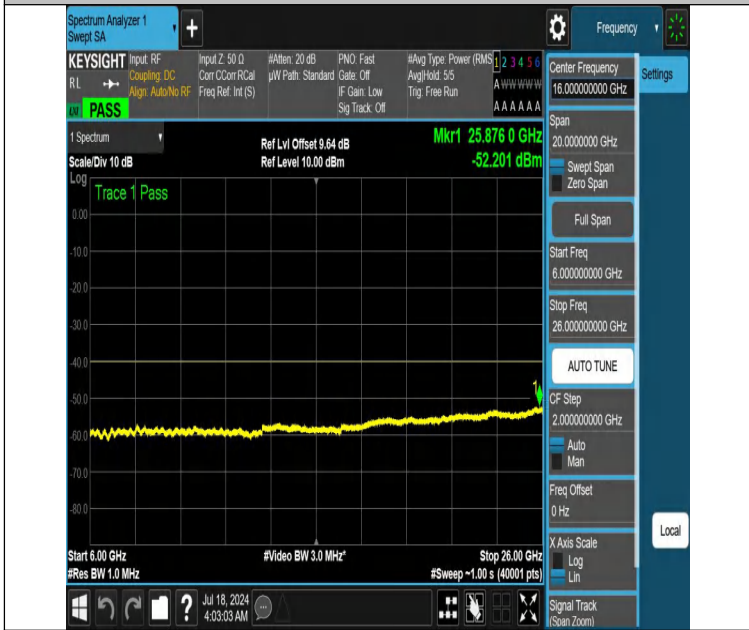 Spectrum Analyzer 1
Swept SA
Frequency
KEYSIGHT
RL
PASS
Input: RF
Coupling: DC
Align: Auto/No RF
Input Z: 50 Ω
Corr CCorr RCal
Freq Ref: Int (S)
#Atten: 20 dB
µW Path: Standard
PNO: Fast
Gate: Off
IF Gain: Low
Sig Track: Off
#Avg Type: Power (RMS
Avg|Hold: 5/5
Trig: Free Run
1 2 3 4 5 6
A W W W W W
A A A A A A
1 Spectrum
Scale/Div 10 dB
Ref Lvl Offset 9.64 dB
Ref Level 10.00 dBm
Mkr1 25.876 0 GHz
-52.201 dBm
Log
Trace 1 Pass
0.00
-10.0
-20.0
-30.0
-40.0
-50.0
-60.0
-70.0
-80.0
1
Start 6.00 GHz
#Res BW 1.0 MHz
#Video BW 3.0 MHz*
Stop 26.00 GHz
#Sweep ~1.00 s (40001 pts)
Center Frequency
16.000000000 GHz
Span
20.0000000 GHz
Swept Span
Zero Span
Full Span
Start Freq
6.000000000 GHz
Stop Freq
26.000000000 GHz
AUTO TUNE
CF Step
2.000000000 GHz
Auto
Man
Freq Offset
0 Hz
X Axis Scale
Log
Lin
Signal Track
(Span Zoom)
Settings
Local
?
Jul 18, 2024
4:03:03 AM